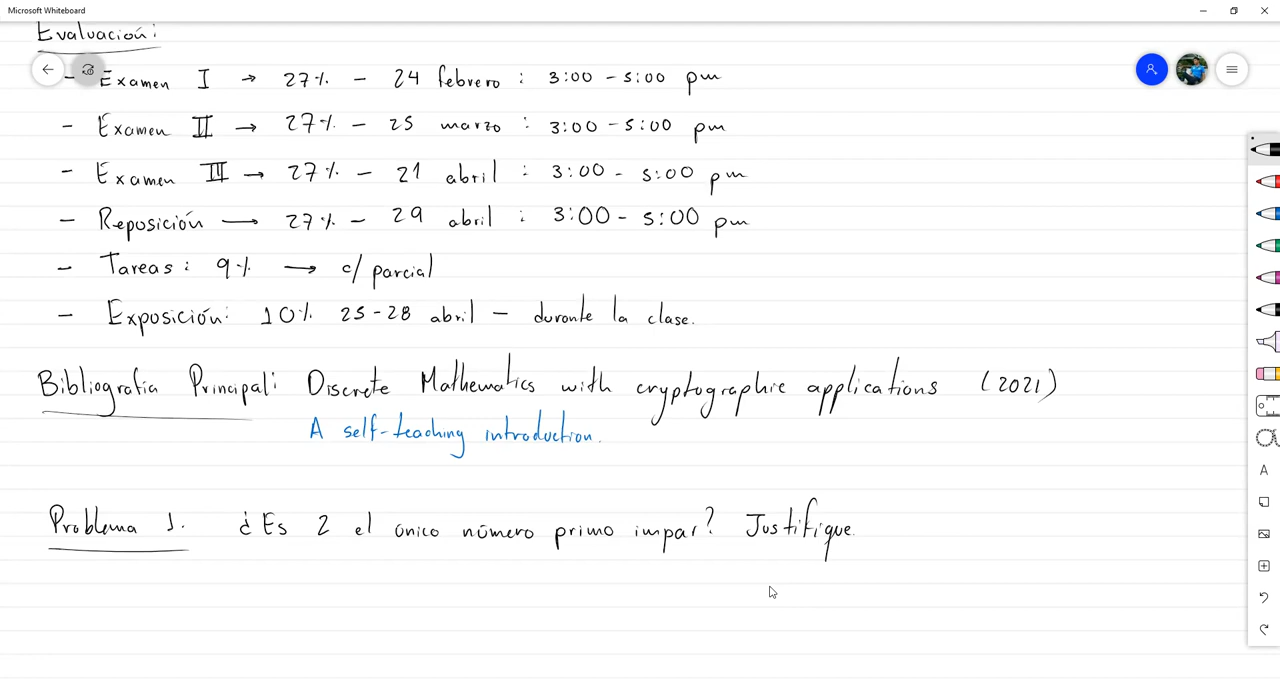 Microsoft Whiteboard
Evaluación:
- Examen I → 27% - 24 febrero : 3:00 - 5:00 pm
- Examen II → 27% - 25 marzo : 3:00 - 5:00 pm
- Examen III → 27% - 21 abril : 3:00 - 5:00 pm
- Reposición → 27% - 29 abril : 3:00 - 5:00 pm
- Tareas: 9% → c/ parcial
- Exposición: 10% 25-28 abril - durante la clase.
Bibliografia Principal: Discrete Mathematics with cryptographic applications (2021)
A self-teaching introduction.
Problema 1. ¿Es 2 el único número primo impar? Justifique.
A